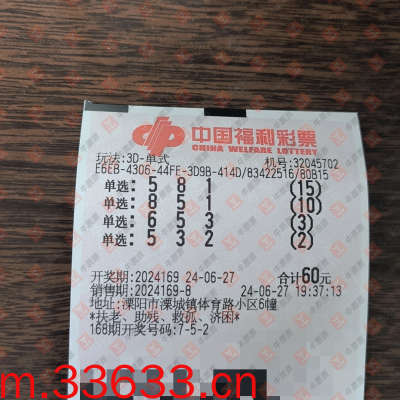 中国福利彩票
CHINA WELFARE LOTTERY
玩法:3D-单式 机号:32045702
E6EB-4306-44FF-3D9B-414D/83422516/80B15
单选: 5 8 1 (15)
单选: 8 5 1 (10)
单选: 6 5 3 (3)
单选: 5 3 2 (2)
开奖期:2024169 24-06-27 合计60元
销售期:2024169-8 24-06-27 19:37:13
地址:溧阳市溧城镇体育路小区6幢
*扶老、助残、救孤、济困*
168期开奖号码:7-5-2
m.33633.cn